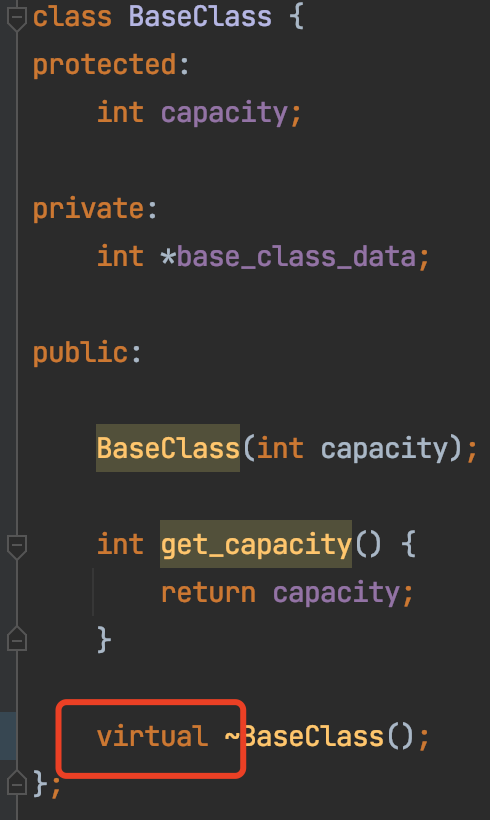 class BaseClass {
protected:
int capacity;
private:
int *base_class_data;
public:
BaseClass(int capacity);
int get_capacity() {
return capacity;
}
virtual ~BaseClass();
};